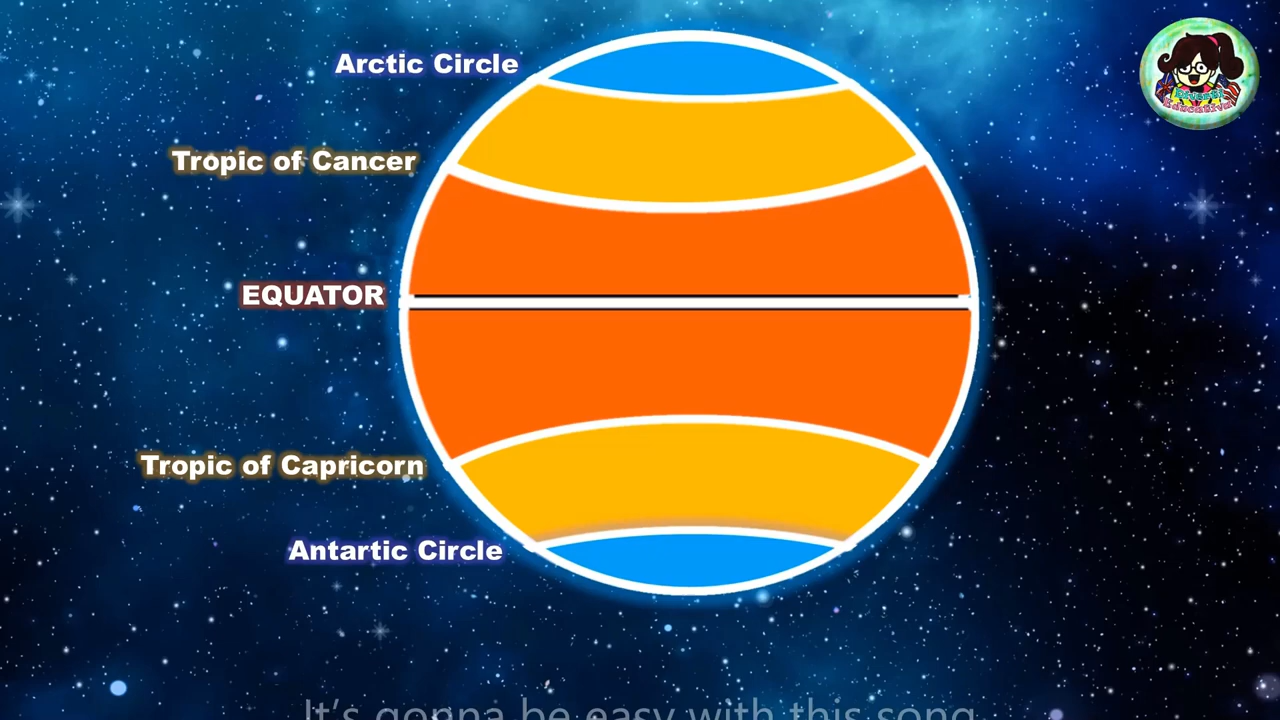 Arctic Circle
Tropic of Cancer
EQUATOR
Tropic of Capricorn
Antartic Circle
It's gonna be easy with this song